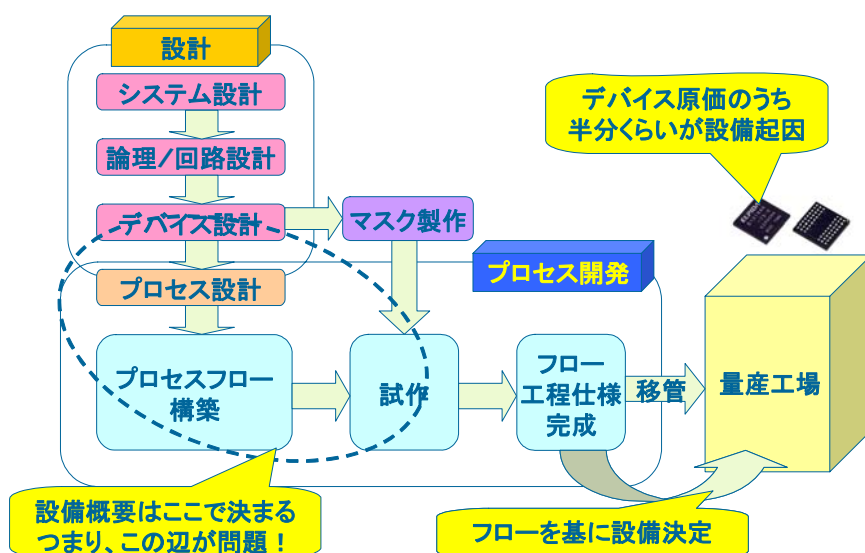 設計
システム設計
論理/回路設計
デバイス設計
マスク製作
プロセス設計
プロセス開発
デバイス原価のうち
半分くらいが設備起因
プロセスフロー
構築
試作
フロー
工程仕様
完成
移管
量産工場
設備概要はここで決まる
つまり、この辺が問題！
フローを基に設備決定